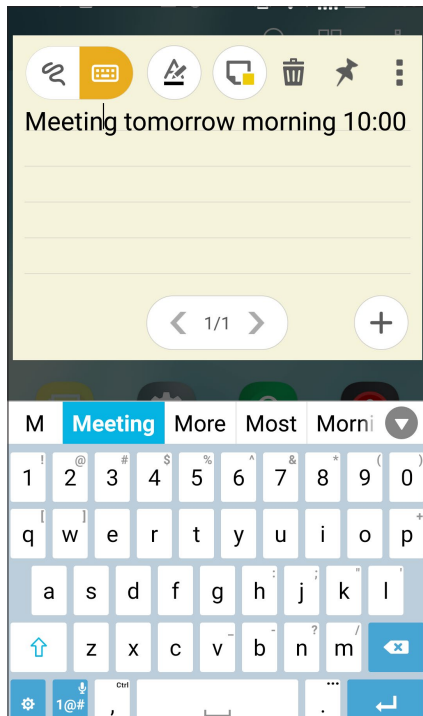 Meeting tomorrow morning 10:00
1/1
M Meeting More Most Morni
! @ # $ % ^ & * ( )
1 2 3 4 5 6 7 8 9 0
[ ] +
q w e r t y u i o p
: ; " '
a s d f g h j k l
_ - ? /
z x c v b n m
Ctrl ...
1@# , .